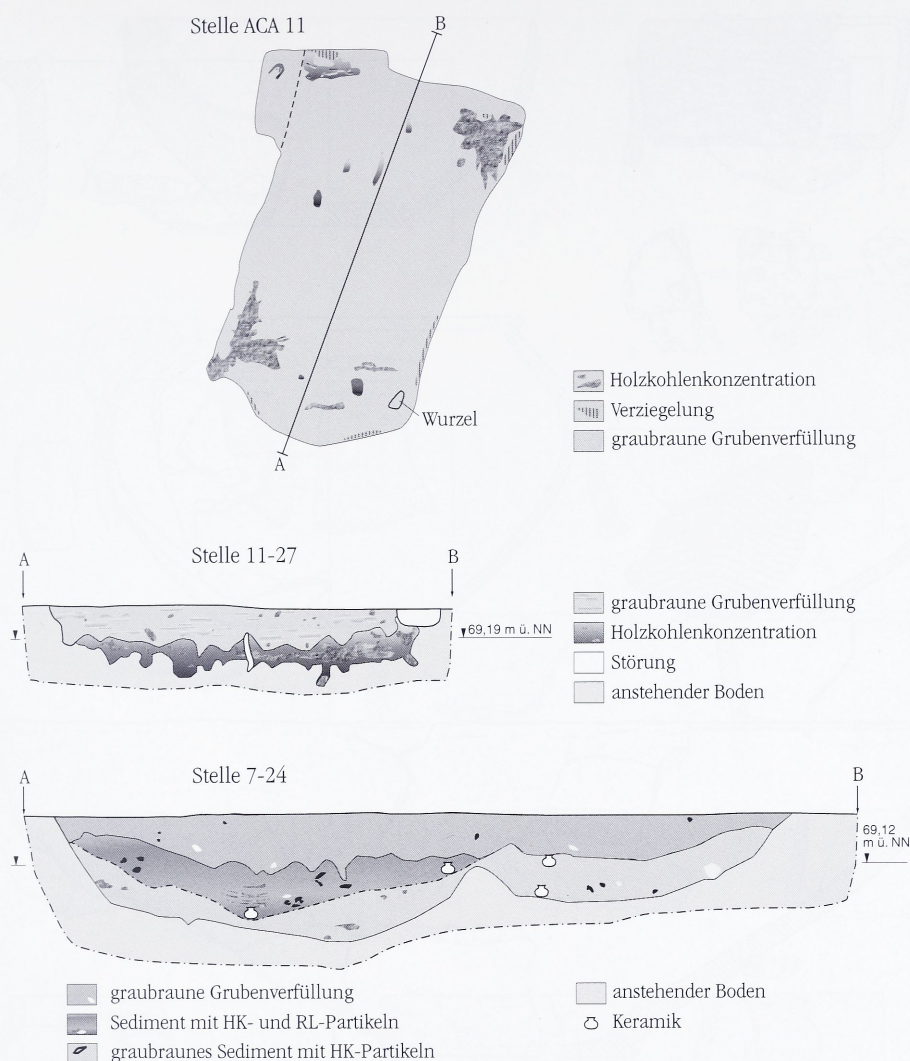 Stelle ACA 11
B
Wurzel
A
Holzkohlenkonzentration
Verziegelung
graubraune Grubenverfüllung
Stelle 11-27
A
B
69,19 m ü. NN
graubraune Grubenverfüllung
Holzkohlenkonzentration
Störung
anstehender Boden
Stelle 7-24
A
B
69,12
m ü. NN
graubraune Grubenverfüllung
Sediment mit HK- und RL-Partikeln
graubraunes Sediment mit HK-Partikeln
anstehender Boden
Keramik